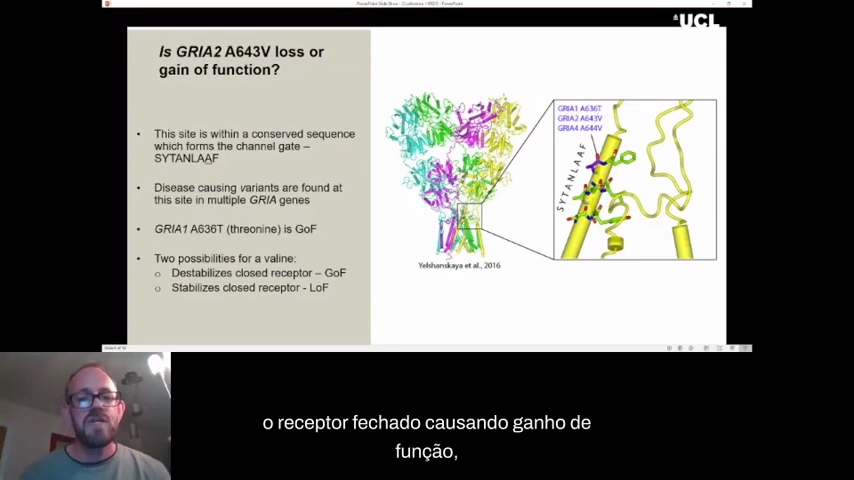 PowerPoint Slide Show
UCL
Is GRIA2 A643V loss or
gain of function?
• This site is within a conserved sequence
which forms the channel gate –
SYTANLAAF
• Disease causing variants are found at
this site in multiple GRIA genes
• GRIA1 A636T (threonine) is GoF
• Two possibilities for a valine:
o Destabilizes closed receptor – GoF
o Stabilizes closed receptor - LoF
GRIA1 A636T
GRIA2 A643V
GRIA4 A644V
SYTANLAAF
Yelshanskaya et al., 2016
o receptor fechado causando ganho de
função,